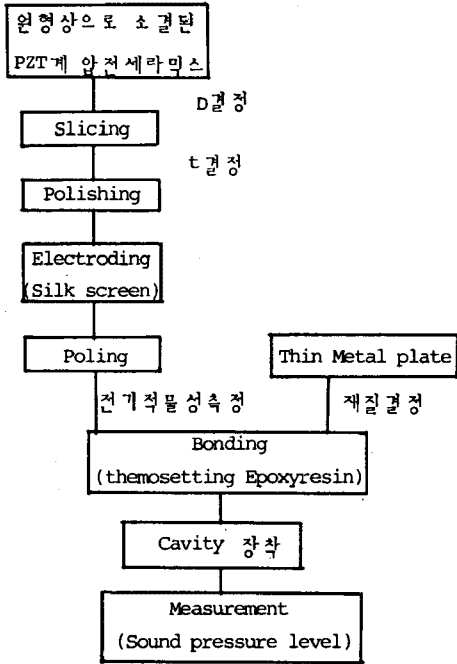 원형상으로 소결된
PZT계 압전세라믹스
D결정
Slicing
t결정
Polishing
Electroding
(Silk screen)
Poling
Thin Metal plate
전기적물성측정
재질결정
Bonding
(themosetting Epoxyresin)
Cavity 장착
Measurement
(Sound pressure level)